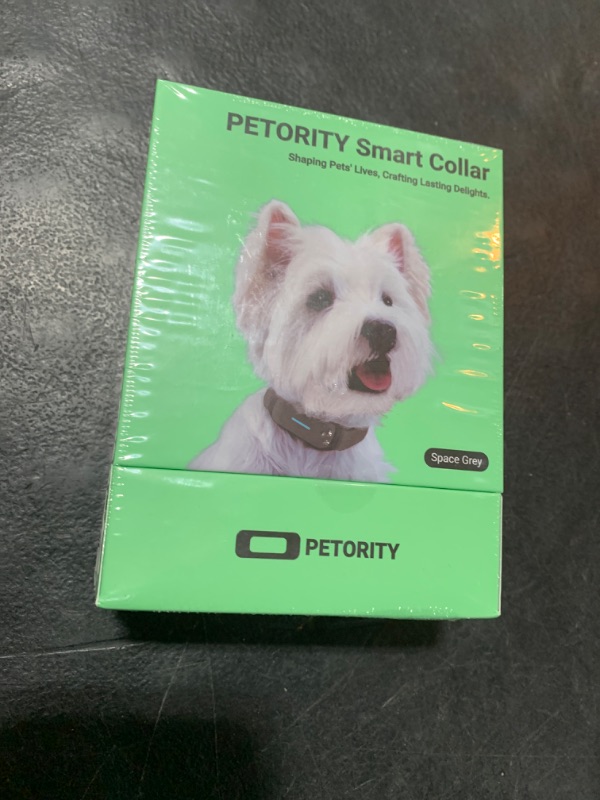 PETORITY Smart Collar
Shaping Pets' Lives, Crafting Lasting Delights.
Space Grey
PETORITY